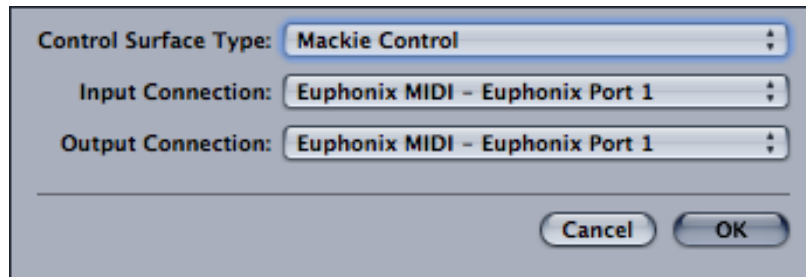 Control Surface Type: Mackie Control
Input Connection: Euphonix MIDI – Euphonix Port 1
Output Connection: Euphonix MIDI – Euphonix Port 1
Cancel OK